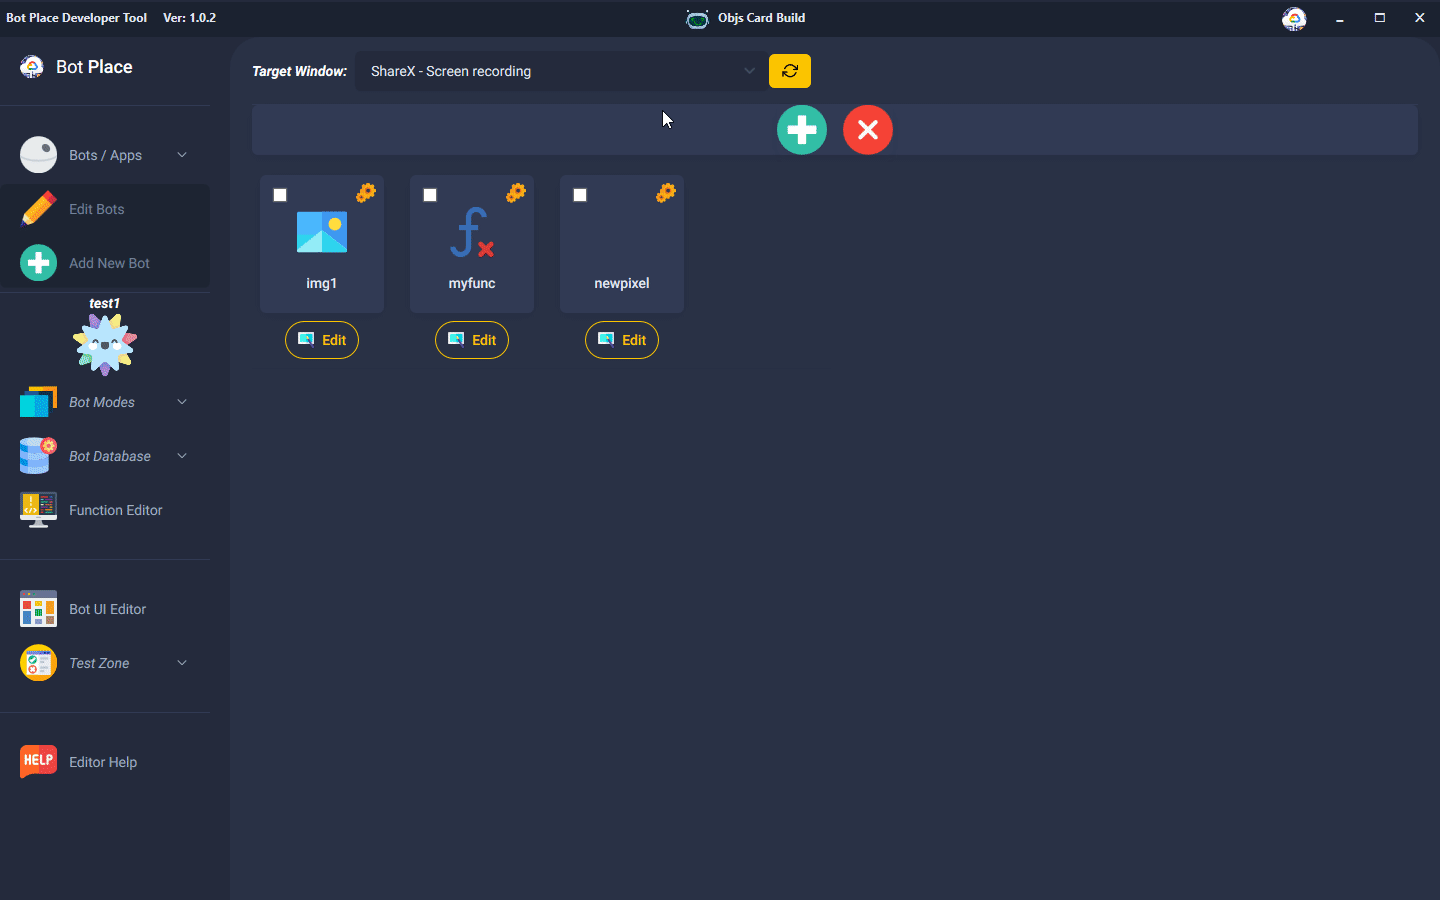 Bot Place Developer Tool Ver: 1.0.2
Objs Card Build
Bot Place
Target Window: ShareX - Screen recording
Bots / Apps
Edit Bots
Add New Bot
test1
Bot Modes
Bot Database
Function Editor
Bot UI Editor
Test Zone
HELP Editor Help
img1
myfunc
newpixel
Edit
Edit
Edit